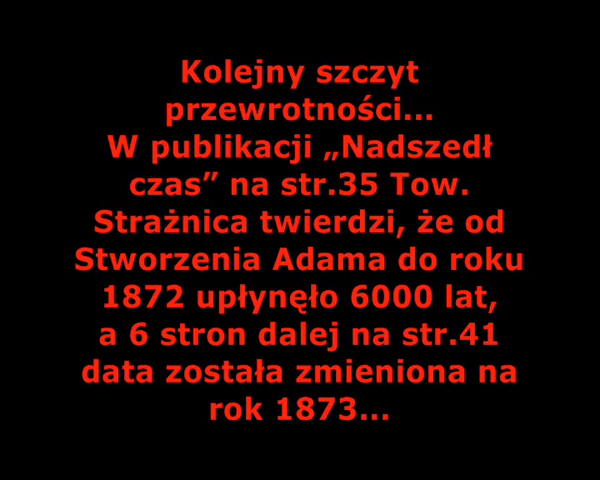 Kolejny szczyt
przewrotności...
W publikacji „Nadszedł
czas” na str.35 Tow.
Strażnica twierdzi, że od
Stworzenia Adama do roku
1872 upłynęło 6000 lat,
a 6 stron dalej na str.41
data została zmieniona na
rok 1873...